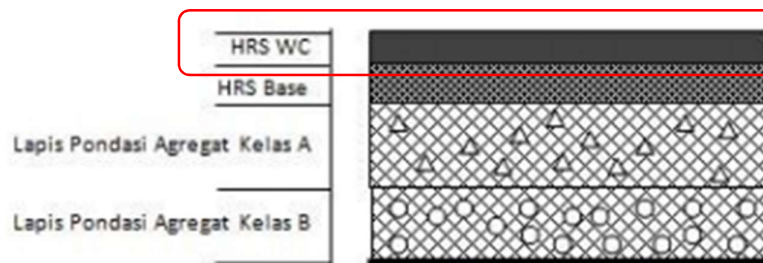 HRS WC
HRS Base
Lapis Pondasi Agregat Kelas A
Lapis Pondasi Agregat Kelas B